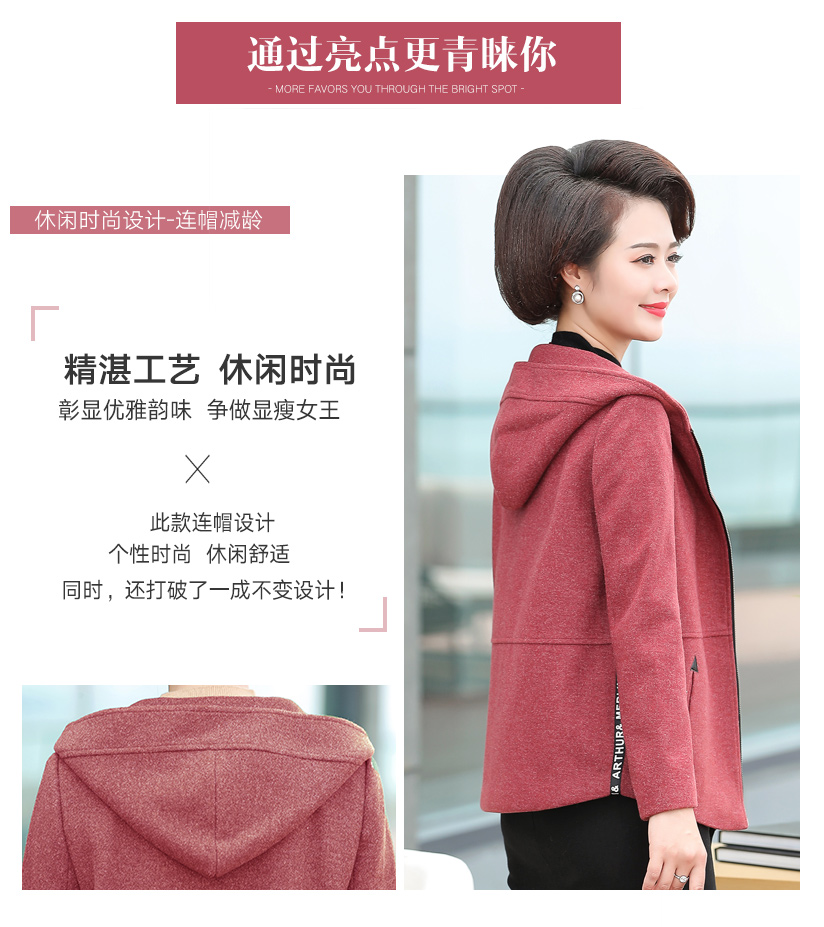 通过亮点更青睐你
- MORE FAVORS YOU THROUGH THE BRIGHT SPOT -
休闲时尚设计-连帽减龄
精湛工艺 休闲时尚
彰显优雅韵味 争做显瘦女王
此款连帽设计
个性时尚 休闲舒适
同时，还打破了一成不变设计！
& ARTHUR&